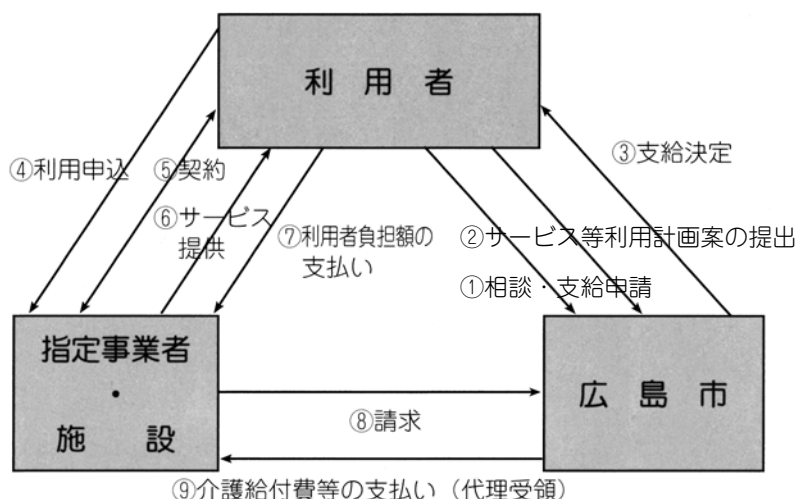 利用者
④利用申込
⑤契約
③支給決定
⑥サービス
提供
⑦利用者負担額の
支払い
②サービス等利用計画案の提出
①相談・支給申請
指定事業者
・
施設
広島市
⑧請求
⑨介護給付費等の支払い（代理受領）